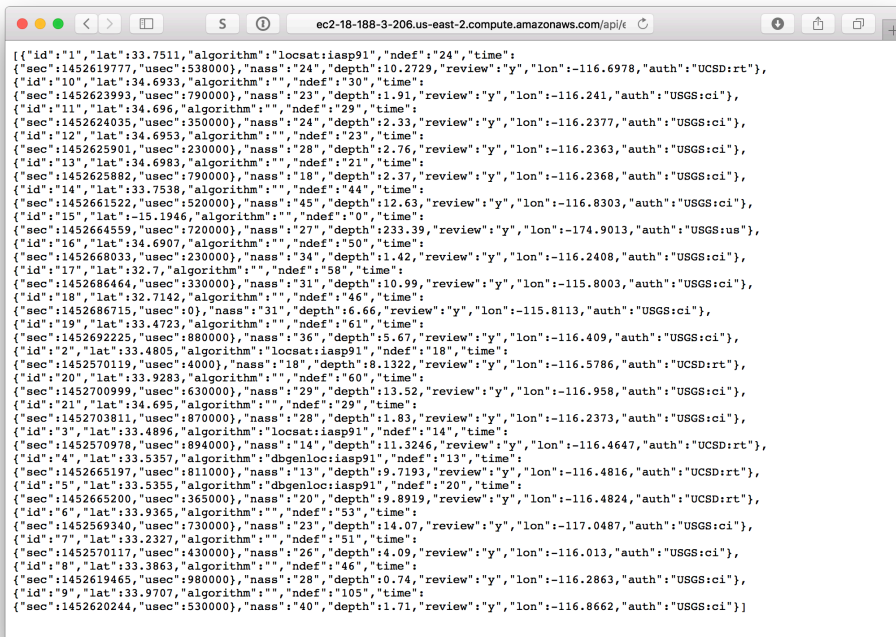 S
ec2-18-188-3-206.us-east-2.compute.amazonaws.com/api/e
[{"id":"1","lat":33.7511,"algorithm":"locsat:iasp91","ndef":"24","time":
{"sec":1452619777,"usec":538000},"nass":"24","depth":10.2729,"review":"y","lon":-116.6978,"auth":"UCSD:rt"},
{"id":"10","lat":34.6933,"algorithm":"","ndef":"30","time":
{"sec":1452623993,"usec":790000},"nass":"23","depth":1.91,"review":"y","lon":-116.241,"auth":"USGS:ci"},
{"id":"11","lat":34.696,"algorithm":"","ndef":"29","time":
{"sec":1452624035,"usec":350000},"nass":"24","depth":2.33,"review":"y","lon":-116.2377,"auth":"USGS:ci"},
{"id":"12","lat":34.6953,"algorithm":"","ndef":"23","time":
{"sec":1452625901,"usec":230000},"nass":"28","depth":2.76,"review":"y","lon":-116.2363,"auth":"USGS:ci"},
{"id":"13","lat":34.6983,"algorithm":"","ndef":"21","time":
{"sec":1452625882,"usec":790000},"nass":"18","depth":2.37,"review":"y","lon":-116.2368,"auth":"USGS:ci"},
{"id":"14","lat":33.7538,"algorithm":"","ndef":"44","time":
{"sec":1452661522,"usec":520000},"nass":"45","depth":12.63,"review":"y","lon":-116.8303,"auth":"USGS:ci"},
{"id":"15","lat":-15.1946,"algorithm":"","ndef":"0","time":
{"sec":1452664559,"usec":720000},"nass":"27","depth":233.39,"review":"y","lon":-174.9013,"auth":"USGS:us"},
{"id":"16","lat":34.6907,"algorithm":"","ndef":"50","time":
{"sec":1452668033,"usec":230000},"nass":"34","depth":1.42,"review":"y","lon":-116.2408,"auth":"USGS:ci"},
{"id":"17","lat":32.7,"algorithm":"","ndef":"58","time":
{"sec":1452686464,"usec":330000},"nass":"31","depth":10.99,"review":"y","lon":-115.8003,"auth":"USGS:ci"},
{"id":"18","lat":32.7142,"algorithm":"","ndef":"46","time":
{"sec":1452686715,"usec":0},"nass":"31","depth":6.66,"review":"y","lon":-115.8113,"auth":"USGS:ci"},
{"id":"19","lat":33.4723,"algorithm":"","ndef":"61","time":
{"sec":1452692225,"usec":880000},"nass":"36","depth":5.67,"review":"y","lon":-116.409,"auth":"USGS:ci"},
{"id":"2","lat":33.4805,"algorithm":"locsat:iasp91","ndef":"18","time":
{"sec":1452570119,"usec":4000},"nass":"18","depth":8.1322,"review":"y","lon":-116.5786,"auth":"UCSD:rt"},
{"id":"20","lat":33.9283,"algorithm":"","ndef":"60","time":
{"sec":1452700999,"usec":630000},"nass":"29","depth":13.52,"review":"y","lon":-116.958,"auth":"USGS:ci"},
{"id":"21","lat":34.695,"algorithm":"","ndef":"29","time":
{"sec":1452703811,"usec":870000},"nass":"28","depth":1.83,"review":"y","lon":-116.2373,"auth":"USGS:ci"},
{"id":"3","lat":33.4896,"algorithm":"locsat:iasp91","ndef":"14","time":
{"sec":1452570978,"usec":894000},"nass":"14","depth":11.3246,"review":"y","lon":-116.4647,"auth":"UCSD:rt"},
{"id":"4","lat":33.5357,"algorithm":"dbgenloc:iasp91","ndef":"13","time":
{"sec":1452665197,"usec":811000},"nass":"13","depth":9.7193,"review":"y","lon":-116.4816,"auth":"UCSD:rt"},
{"id":"5","lat":33.5355,"algorithm":"dbgenloc:iasp91","ndef":"20","time":
{"sec":1452665200,"usec":365000},"nass":"20","depth":9.8919,"review":"y","lon":-116.4824,"auth":"UCSD:rt"},
{"id":"6","lat":33.9365,"algorithm":"","ndef":"53","time":
{"sec":1452569340,"usec":730000},"nass":"23","depth":14.07,"review":"y","lon":-117.0487,"auth":"USGS:ci"},
{"id":"7","lat":33.2327,"algorithm":"","ndef":"51","time":
{"sec":1452570117,"usec":430000},"nass":"26","depth":4.09,"review":"y","lon":-116.013,"auth":"USGS:ci"},
{"id":"8","lat":33.3863,"algorithm":"","ndef":"46","time":
{"sec":1452619465,"usec":980000},"nass":"28","depth":0.74,"review":"y","lon":-116.2863,"auth":"USGS:ci"},
{"id":"9","lat":33.9707,"algorithm":"","ndef":"105","time":
{"sec":1452620244,"usec":530000},"nass":"40","depth":1.71,"review":"y","lon":-116.8662,"auth":"USGS:ci"}]